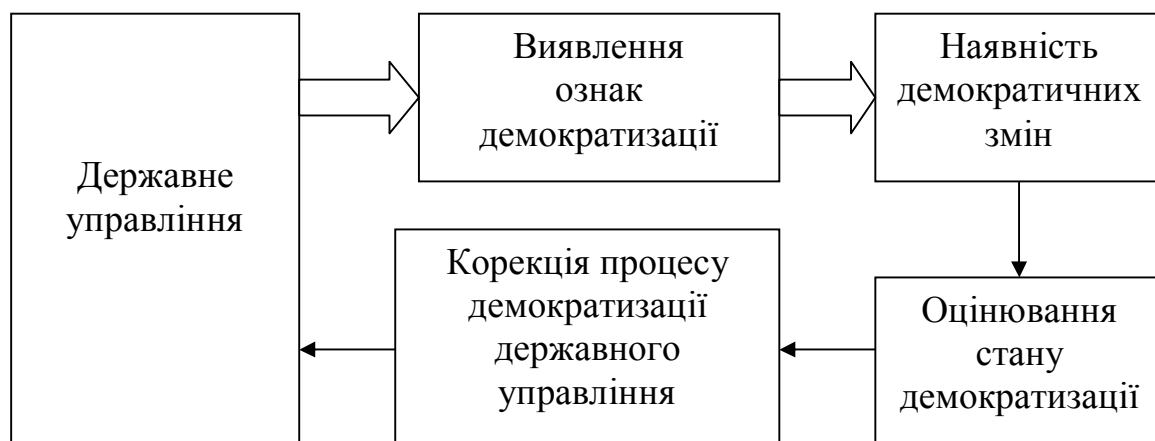 Державне
управління
Виявлення
ознак
демократизації
Наявність
демократичних
змін
Корекція процесу
демократизації
державного
управління
Оцінювання
стану
демократизації